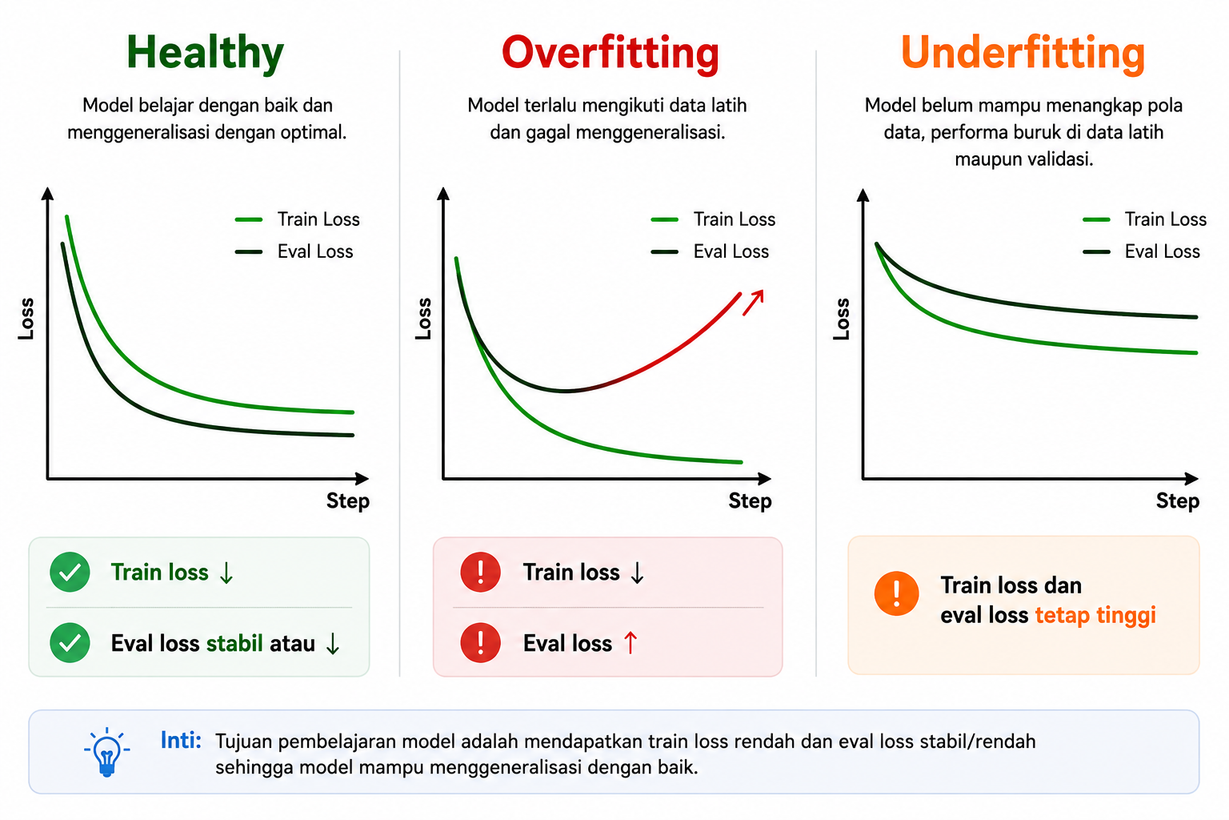 Healthy
Model belajar dengan baik dan
menggeneralisasi dengan optimal.
Train Loss
Eval Loss
Loss
Step
Train loss ↓
Eval loss stabil atau ↓
Overfitting
Model terlalu mengikuti data latih
dan gagal menggeneralisasi.
Train Loss
Eval Loss
Loss
Step
! Train loss ↓
! Eval loss ↑
Underfitting
Model belum mampu menangkap pola
data, performa buruk di data latih
maupun validasi.
Train Loss
Eval Loss
Loss
Step
! Train loss dan
eval loss tetap tinggi
Inti: Tujuan pembelajaran model adalah mendapatkan train loss rendah dan eval loss stabil/rendah
sehingga model mampu menggeneralisasi dengan baik.